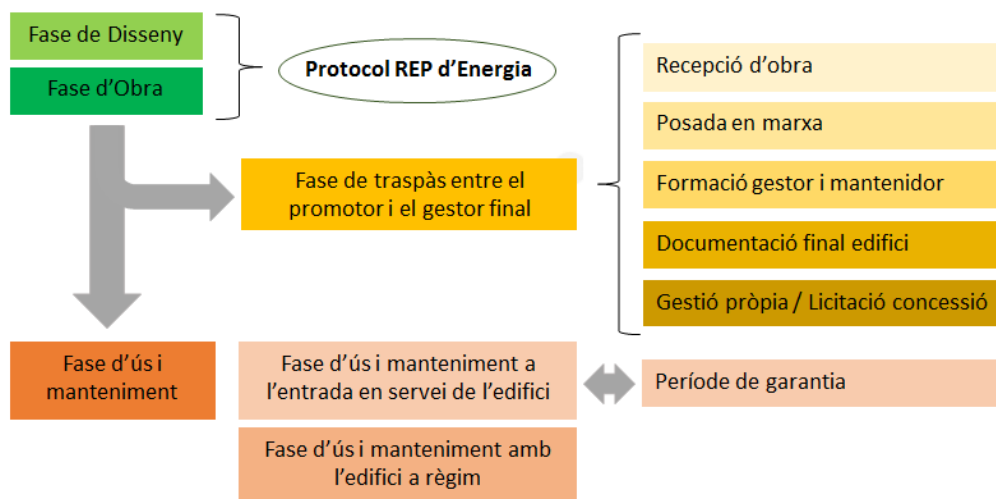 Fase de Disseny
Fase d'Obra
Protocol REP d'Energia
Recepció d'obra
Posada en marxa
Formació gestor i mantenidor
Documentació final edifici
Gestió pròpia / Licitació concessió
Fase de traspàs entre el
promotor i el gestor final
Fase d'ús i
manteniment
Fase d'ús i manteniment a
l'entrada en servei de l'edifici
Període de garantia
Fase d'ús i manteniment amb
l'edifici a règim